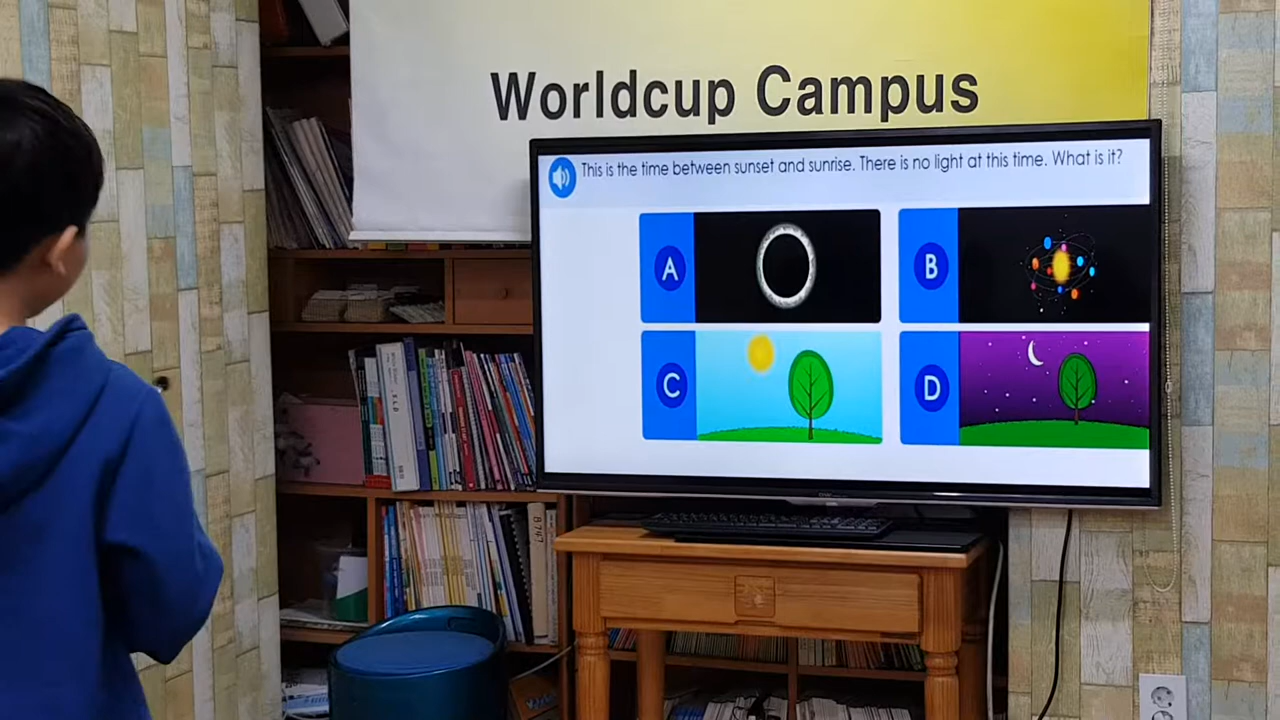 Worldcup Campus
This is the time between sunset and sunrise. There is no light at this time. What is it?
A
B
C
D
B747